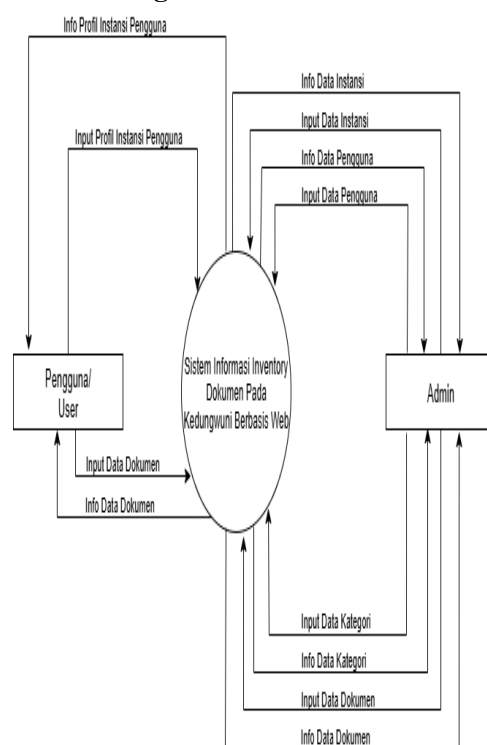 Info Profil Instansi Pengguna
Info Data Instansi
Input Data Instansi
Input Profil Instansi Pengguna
Info Data Pengguna
Input Data Pengguna
Sistem Informasi Inventory
Dokumen Pada
Kedungwuni Berbasis Web
Pengguna/
User
Admin
Input Data Dokumen
Info Data Dokumen
Input Data Kategori
Info Data Kategori
Input Data Dokumen
Info Data Dokumen